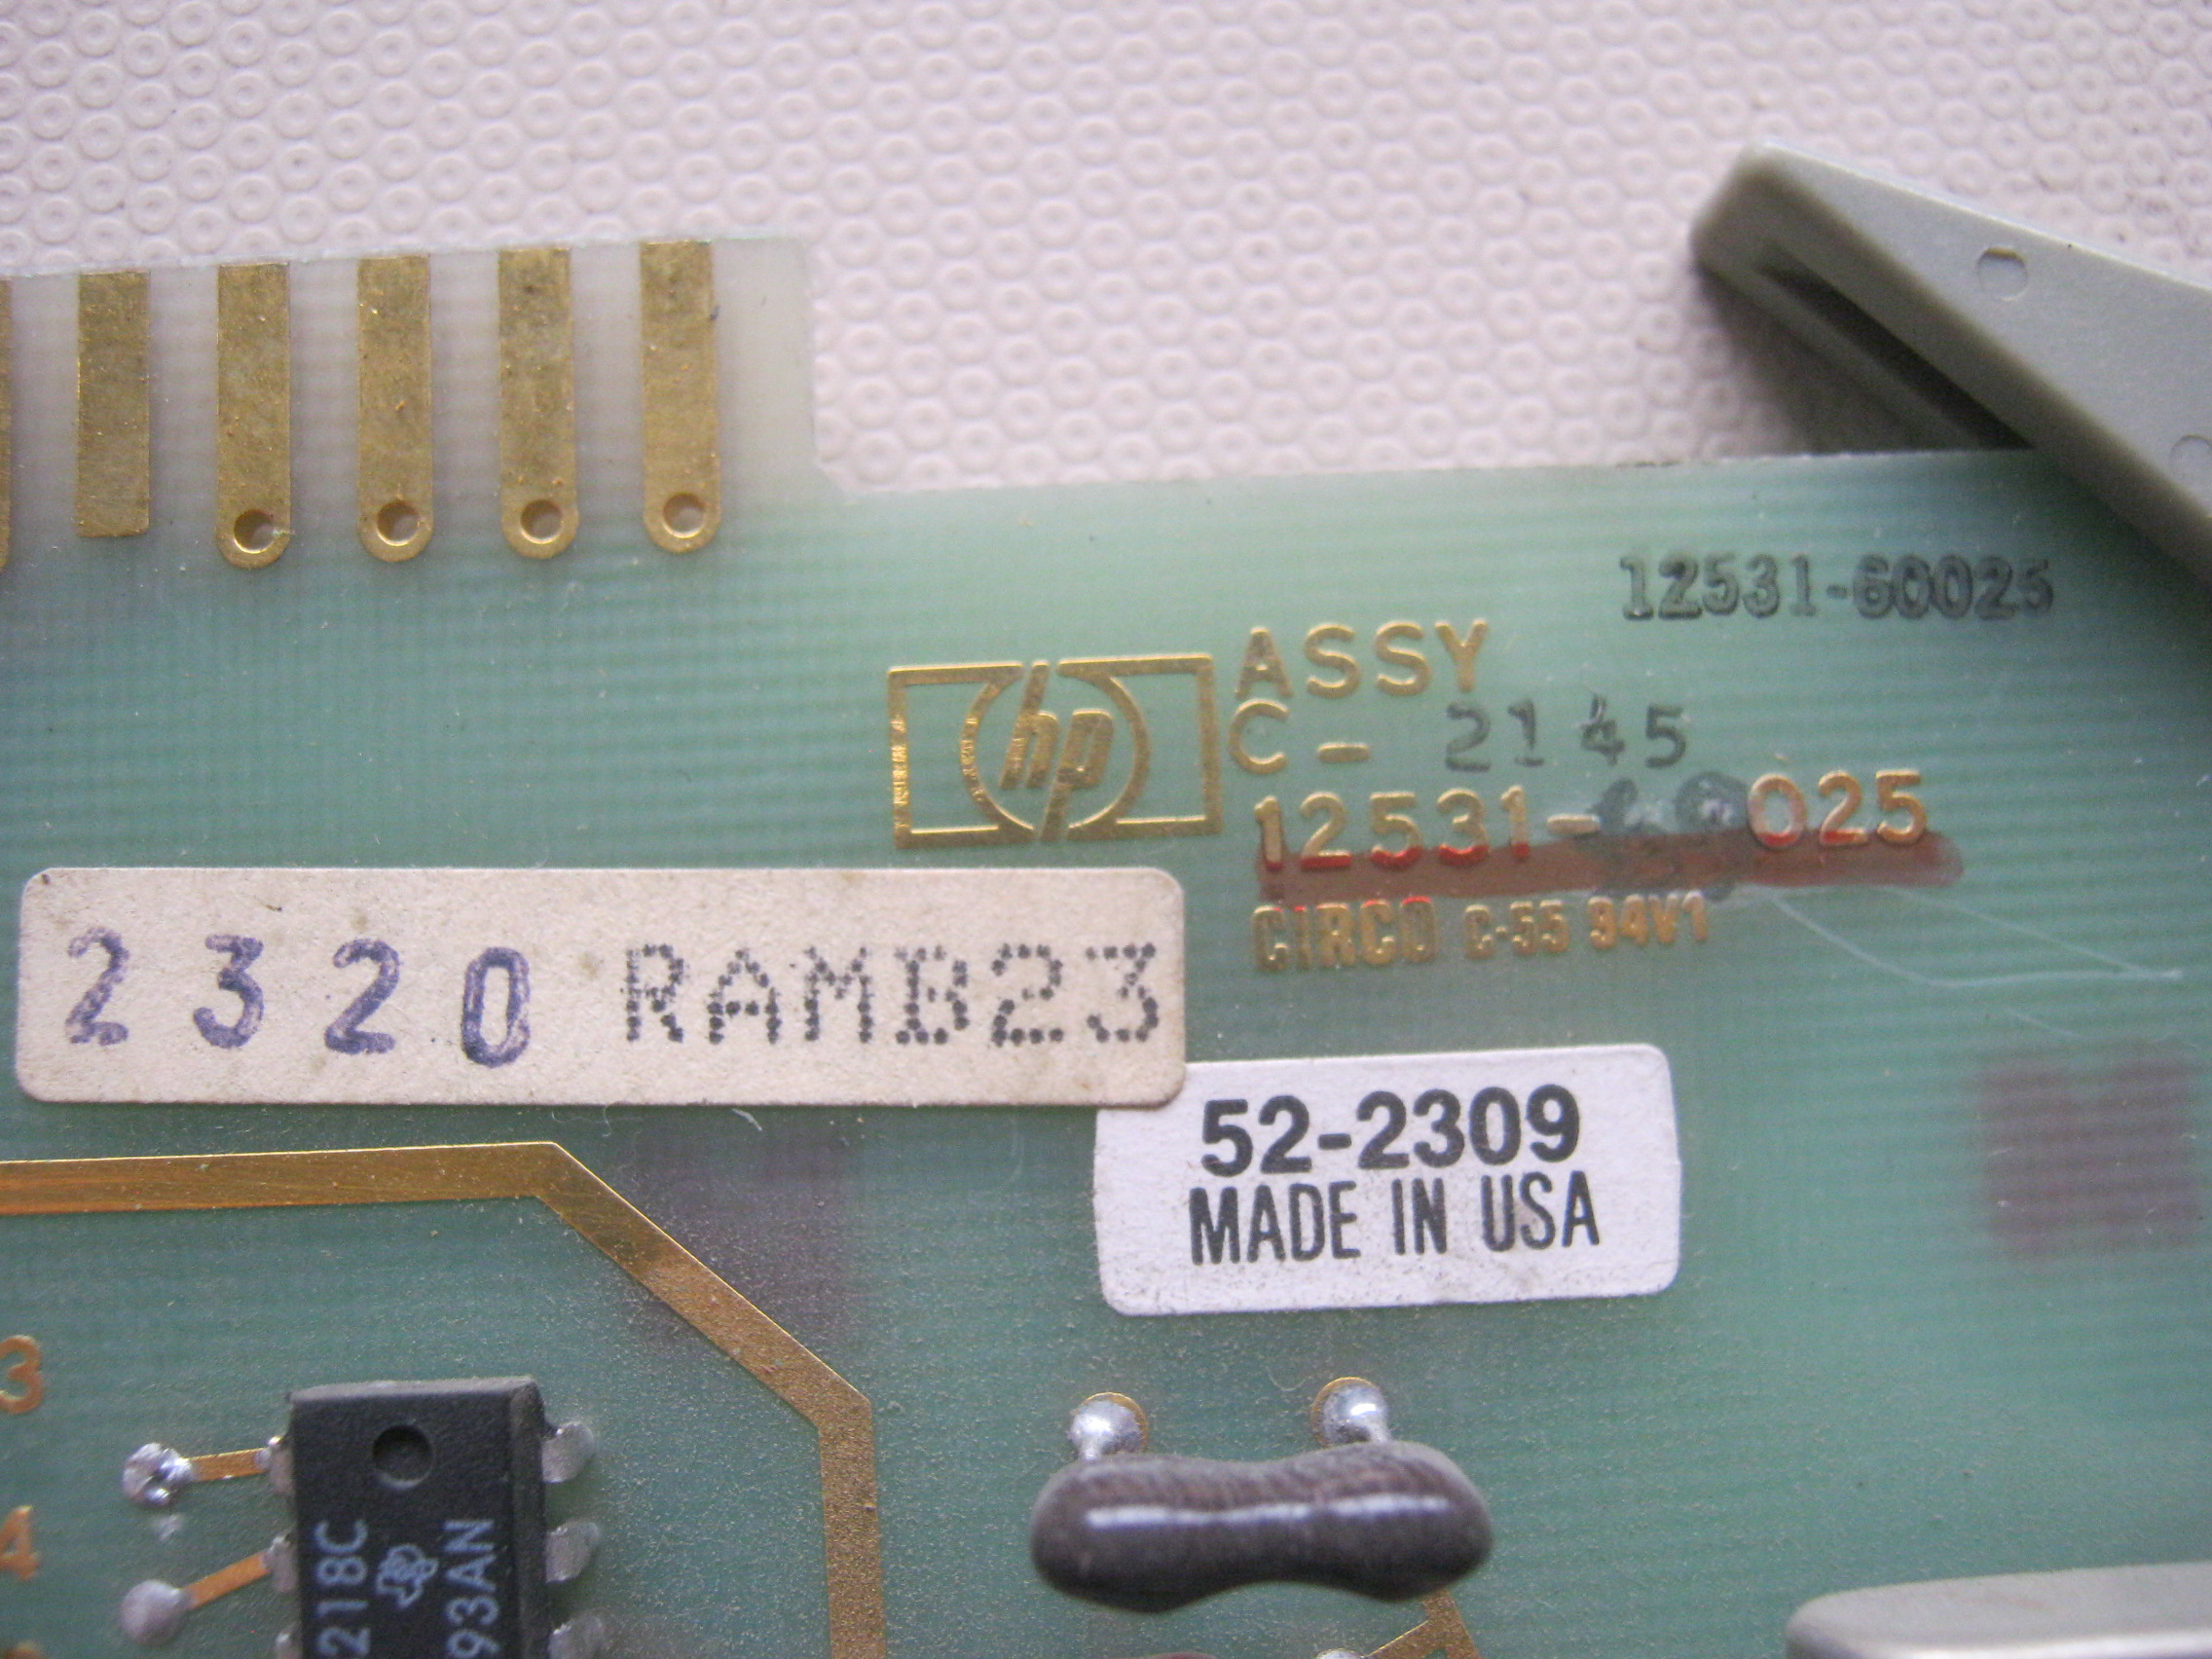 12531-60025
hp
ASSY
C - 2145
12531- 025
CIRCO C-55 94V1
2320 RAMB23
52-2309
MADE IN USA
3
4
218C
93AN